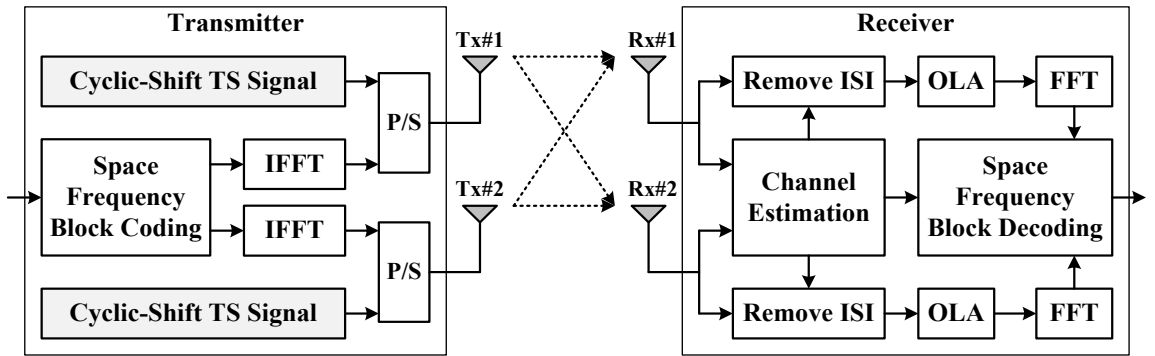 Transmitter
Receiver
Cyclic-Shift TS Signal
P/S
Tx#1
Space
Frequency
Block Coding
IFFT
IFFT
Tx#2
P/S
Cyclic-Shift TS Signal
Rx#1
Remove ISI
OLA
FFT
Channel
Estimation
Space
Frequency
Block Decoding
Rx#2
Remove ISI
OLA
FFT